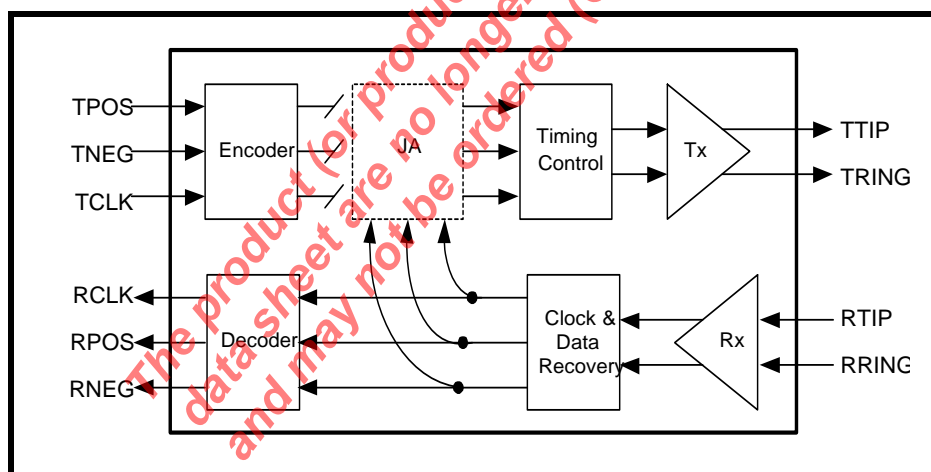 TPOS
TNEG
TCLK
Encoder
JA
Timing
Control
Tx
TTIP
TRING
RCLK
RPOS
RNEG
Decoder
Clock &
Data
Recovery
Rx
RTIP
RRING
The product (or produc
data sheet are no longer
and may not be ordered (